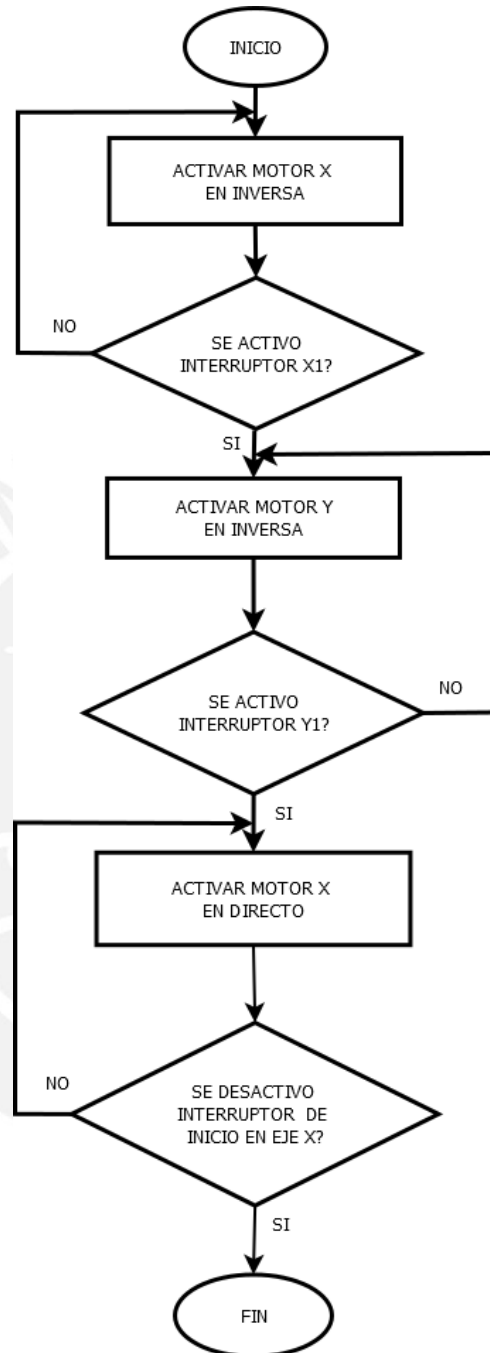 INICIO
ACTIVAR MOTOR X
EN INVERSA
NO
SE ACTIVO
INTERRUPTOR X1?
SI
ACTIVAR MOTOR Y
EN INVERSA
SE ACTIVO
INTERRUPTOR Y1?
NO
SI
ACTIVAR MOTOR X
EN DIRECTO
NO
SE DESACTIVO
INTERRUPTOR DE
INICIO EN EJE X?
SI
FIN